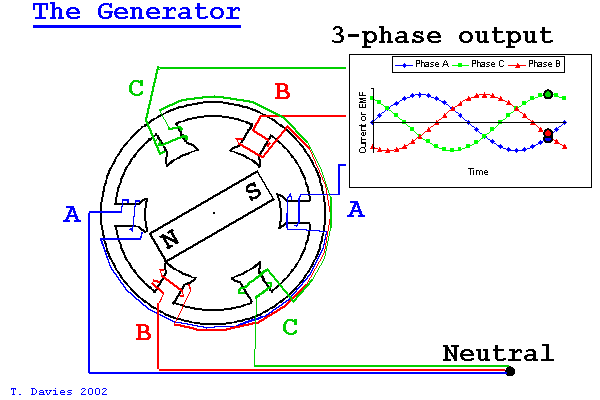 The Generator
3-phase output
Phase A Phase C Phase B
Current or EMF
Time
C
B
S
A
A
N
B
C
Neutral
T. Davies 2002